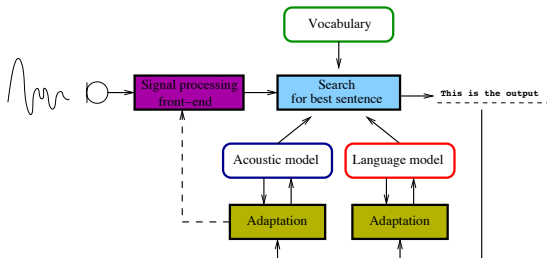 Vocabulary
Signal processing
front--end
Search
for best sentence
This is the output
Acoustic model
Language model
Adaptation
Adaptation